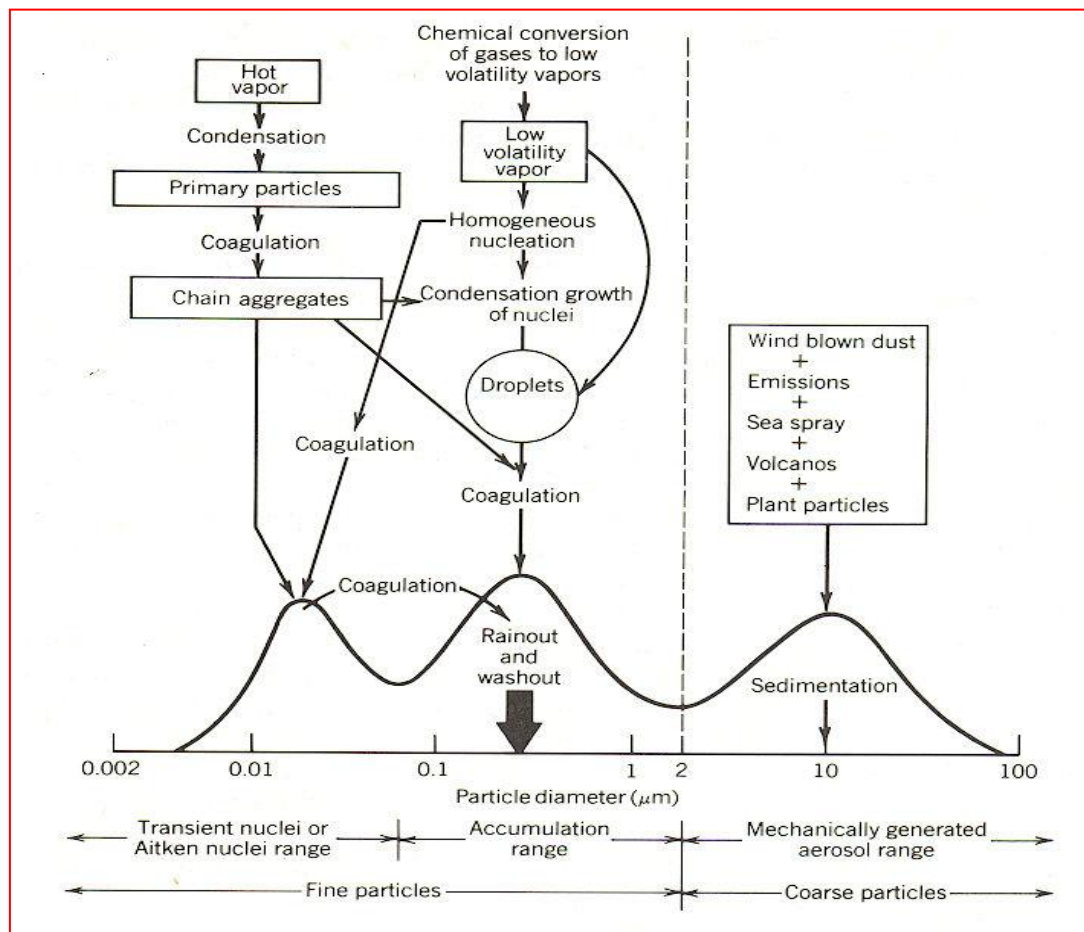 Hot
vapor
Condensation
Primary particles
Coagulation
Chain aggregates
Chemical conversion
of gases to low
volatility vapors
Low
volatility
vapor
Homogeneous
nucleation
Condensation growth
of nuclei
Droplets
Coagulation
Coagulation
Wind blown dust
+
Emissions
+
Sea spray
+
Volcanos
+
Plant particles
Coagulation
Rainout
and
washout
Sedimentation
0.002
0.01
0.1
1
2
10
100
Particle diameter (μm)
Transient nuclei or
Aitken nuclei range
Accumulation
range
Mechanically generated
aerosol range
Fine particles
Coarse particles